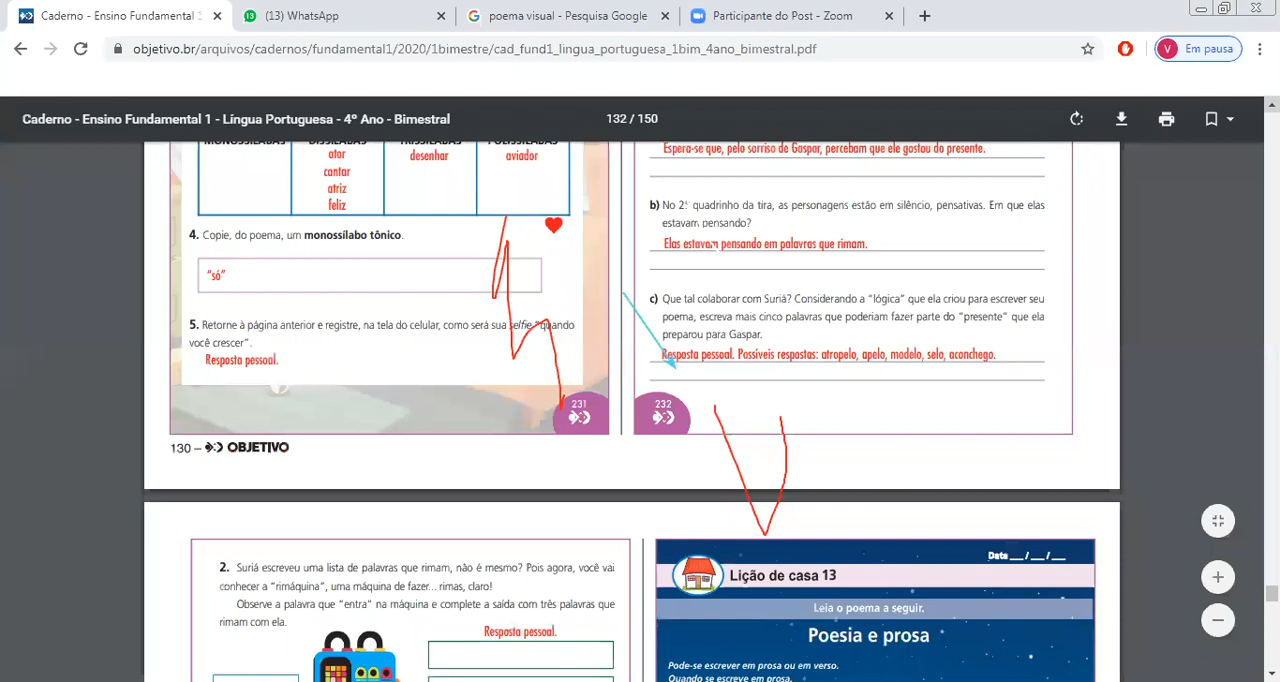 Caderno - Ensino Fundamental 1
(13) WhatsApp
poema visual - Pesquisa Google
Participante do Post - Zoom
objetivo.br/arquivos/cadernos/fundamental1/2020/1bimestre/cad_fund1_lingua_portuguesa_1bim_4ano_bimestral.pdf
V Em pausa
Caderno - Ensino Fundamental 1 - Língua Portuguesa - 4º Ano - Bimestral
132 / 150
MONOSSÍLABAS DISSÍLABAS TRISSÍLABAS POLISSÍLABAS
ator desenhar aviador
cantar
atriz
feliz
4. Copie, do poema, um monossílabo tônico.
"só"
5. Retorne à página anterior e registre, na tela do celular, como será sua selfie "quando
você crescer".
Resposta pessoal.
231
130 – OBJETIVO
Espera-se que, pelo sorriso de Gaspar, percebam que ele gostou do presente.
b) No 2º quadrinho da tira, as personagens estão em silêncio, pensativas. Em que elas
estavam pensando?
Elas estavam pensando em palavras que rimam.
c) Que tal colaborar com Suriá? Considerando a "lógica" que ela criou para escrever seu
poema, escreva mais cinco palavras que poderiam fazer parte do "presente" que ela
preparou para Gaspar.
Resposta pessoal. Possíveis respostas: atropelo, apelo, modelo, selo, aconchego.
232
2. Suriá escreveu uma lista de palavras que rimam, não é mesmo? Pois agora, você vai
conhecer a "rimáquina", uma máquina de fazer... rimas, claro!
Observe a palavra que "entra" na máquina e complete a saída com três palavras que
rimam com ela.
Resposta pessoal.
Data ___ / ___ / ___
Lição de casa 13
Leia o poema a seguir.
Poesia e prosa
Pode-se escrever em prosa ou em verso.
Quando se escreve em prosa,